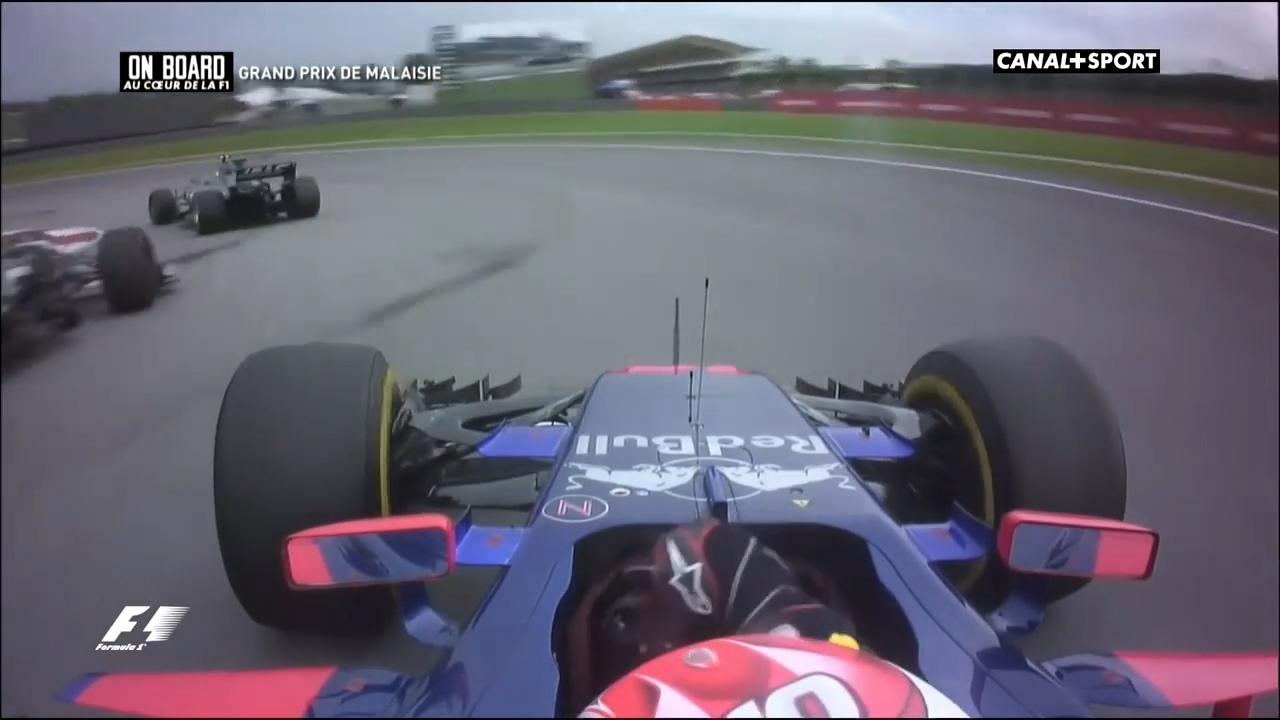 ON BOARD
AU CŒUR DE LA F1
GRAND PRIX DE MALAISIE
CANAL+SPORT
Red Bull
F1
Formula 1